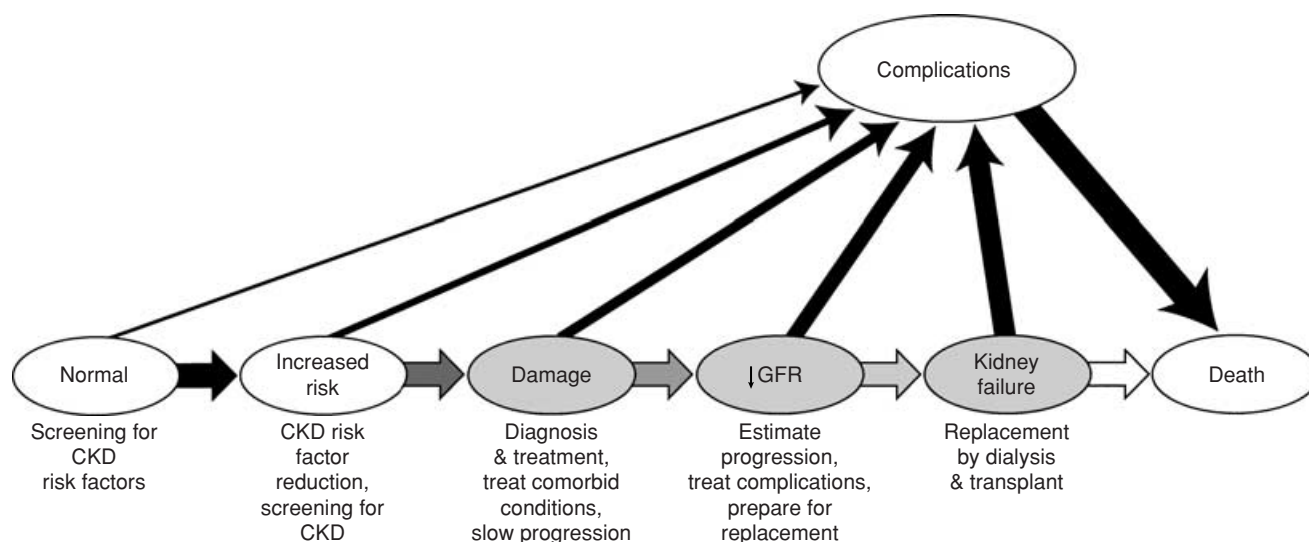 Complications
Normal
Increased
risk
Damage
↓GFR
Kidney
failure
Death
Screening for
CKD
risk factors
CKD risk
factor
reduction,
screening for
CKD
Diagnosis
& treatment,
treat comorbid
conditions,
slow progression
Estimate
progression,
treat complications,
prepare for
replacement
Replacement
by dialysis
& transplant